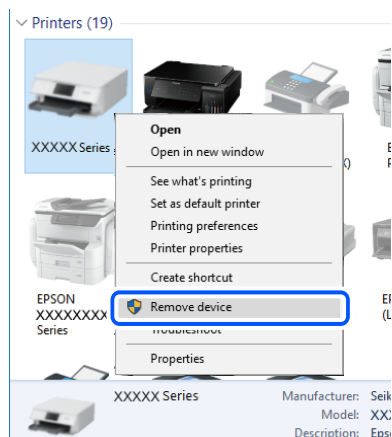 Printers (19)
XXXXX Series
Open
Open in new window
See what's printing
Set as default printer
Printing preferences
Printer properties
Create shortcut
Remove device
Troubleshoot
Properties
EPSON
XXXXXXXX
Series
XXXXX Series
Manufacturer:
Model:
Description: